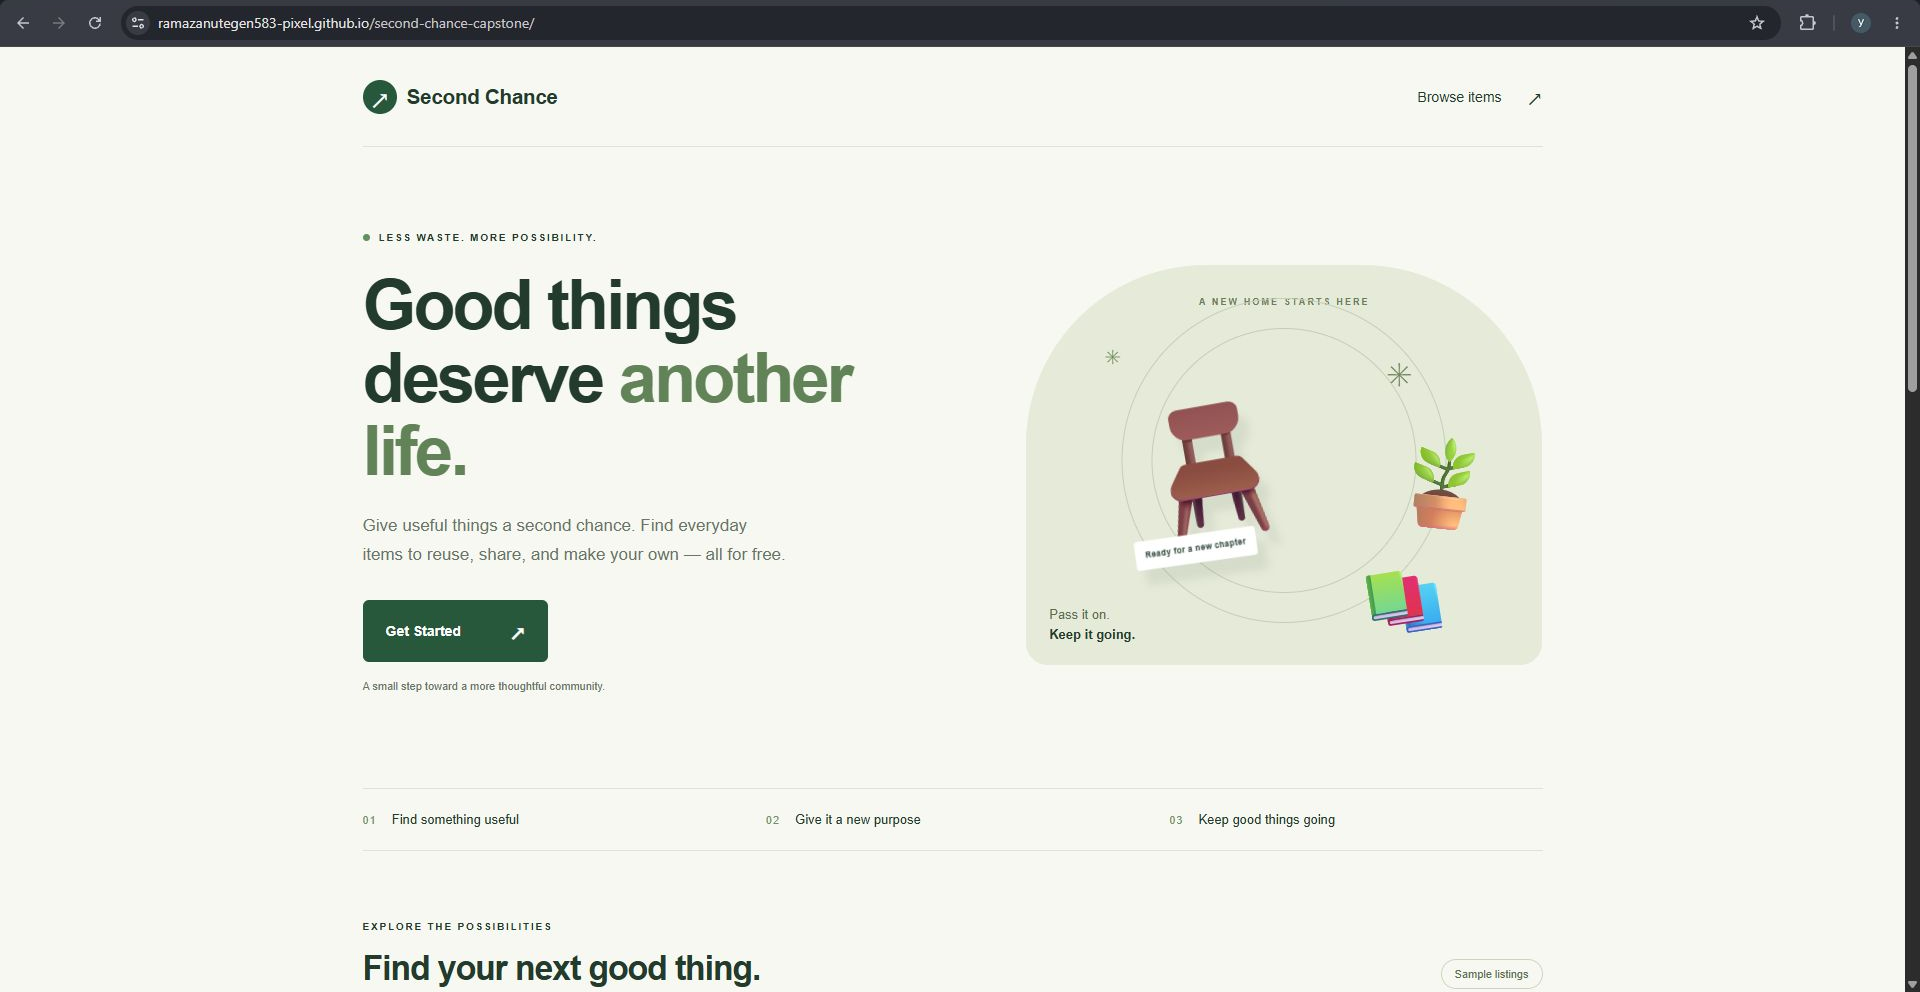 ramazanutegen583-pixel.github.io/second-chance-capstone/
y
Second Chance
Browse items ↗
LESS WASTE. MORE POSSIBILITY.
Good things
deserve another
life.
Give useful things a second chance. Find everyday
items to reuse, share, and make your own — all for free.
Get Started ↗
A small step toward a more thoughtful community.
A NEW HOME STARTS HERE
Ready for a new chapter
Pass it on.
Keep it going.
01 Find something useful
02 Give it a new purpose
03 Keep good things going
EXPLORE THE POSSIBILITIES
Find your next good thing.
Sample listings